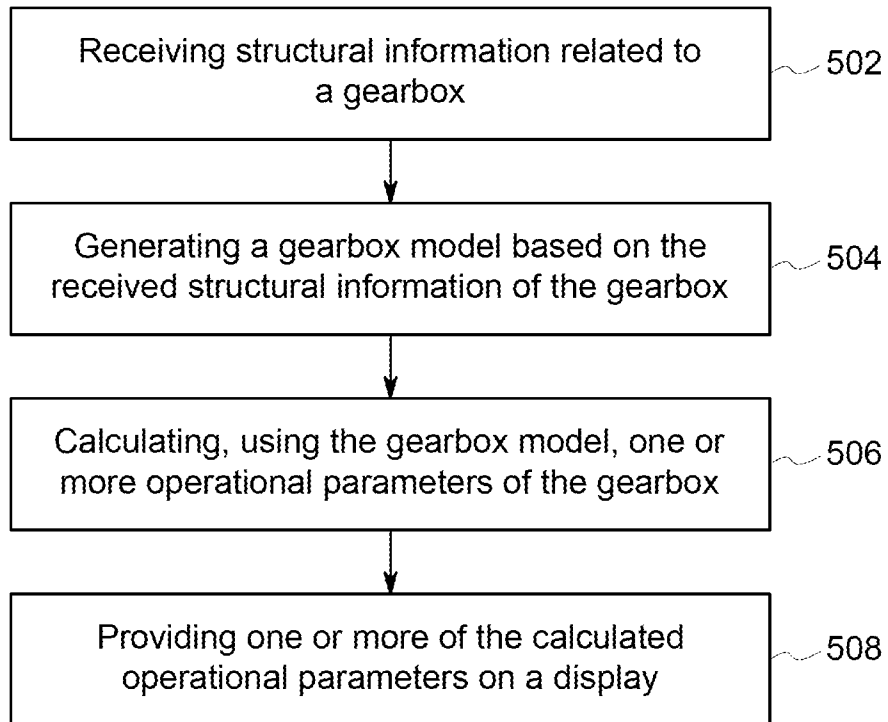 Receiving structural information related to
a gearbox
502
Generating a gearbox model based on the
received structural information of the gearbox
504
Calculating, using the gearbox model, one or
more operational parameters of the gearbox
506
Providing one or more of the calculated
operational parameters on a display
508